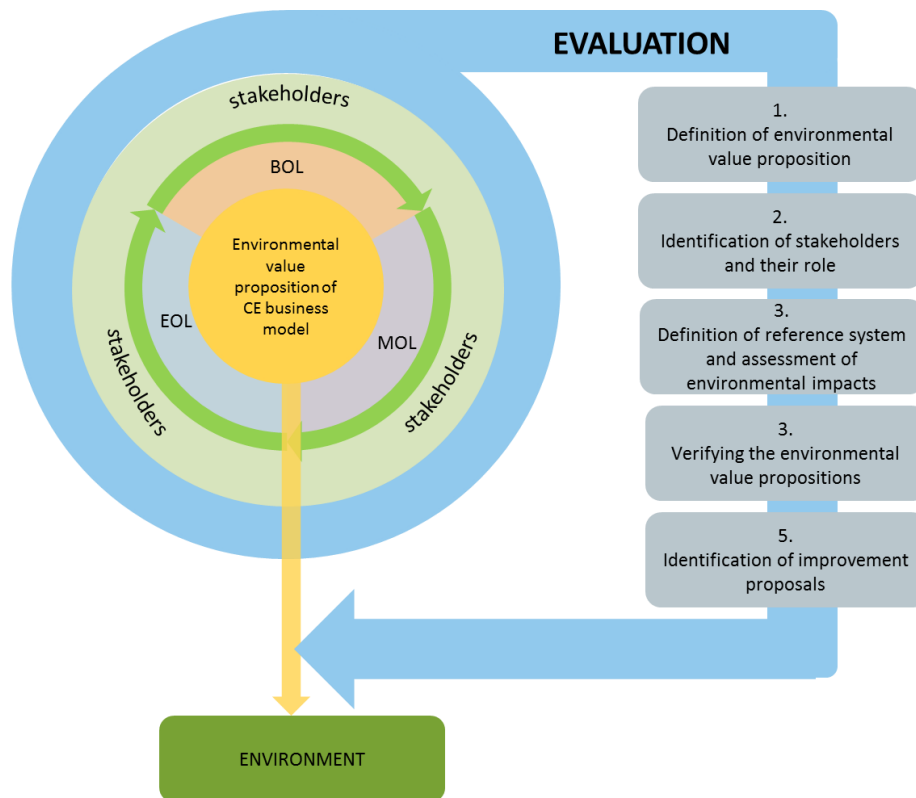 EVALUATION
stakeholders
BOL
Environmental
value
proposition of
CE business
model
EOL
MOL
stakeholders
stakeholders
1.
Definition of environmental
value proposition
2.
Identification of stakeholders
and their role
3.
Definition of reference system
and assessment of
environmental impacts
3.
Verifying the environmental
value propositions
5.
Identification of improvement
proposals
ENVIRONMENT